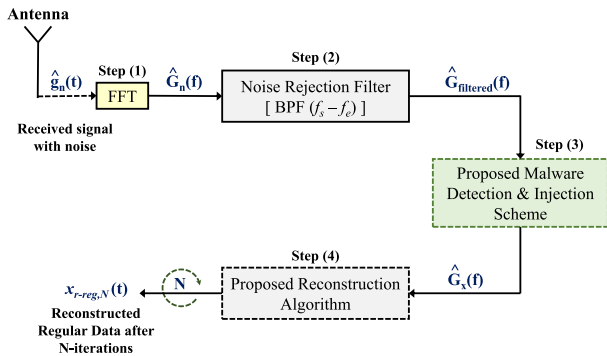 Antenna
Step (2)
Step (1)
ĝn(t)
FFT
Ĝn(f)
Noise Rejection Filter
[ BPF (fs – fe) ]
Ĝfiltered(f)
Received signal
with noise
Step (3)
Proposed Malware
Detection & Injection
Scheme
Step (4)
xr-reg,N(t)
N
Proposed Reconstruction
Algorithm
Ĝx(f)
Reconstructed
Regular Data after
N-iterations